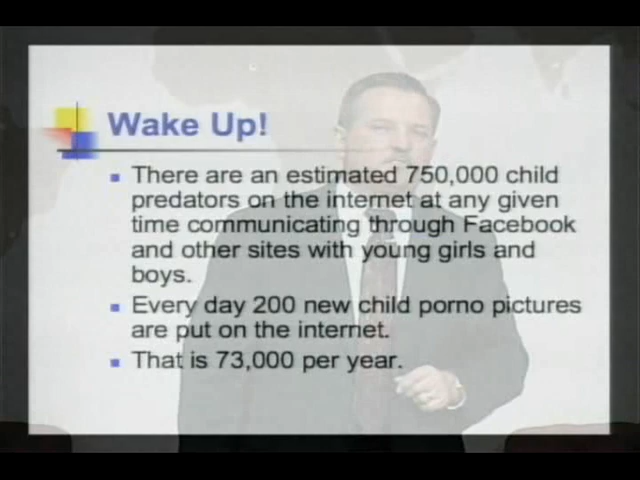 Wake Up!
There are an estimated 750,000 child
predators on the internet at any given
time communicating through Facebook
and other sites with young girls and
boys.
Every day 200 new child porno pictures
are put on the internet.
That is 73,000 per year.